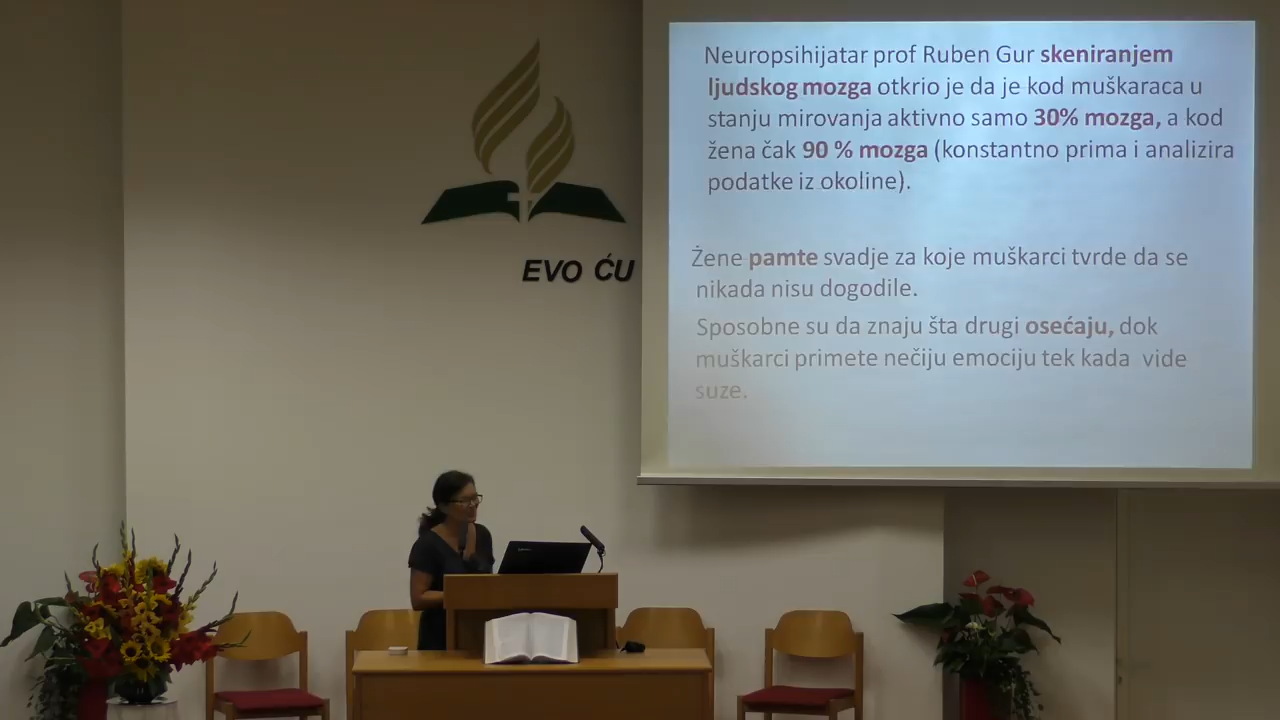 Neuropsihijatar prof Ruben Gur skeniranjem
ljudskog mozga otkrio je da je kod muškaraca u
stanju mirovanja aktivno samo 30% mozga, a kod
žena čak 90 % mozga (konstantno prima i analizira
podatke iz okoline).
Žene pamte svadje za koje muškarci tvrde da se
nikada nisu dogodile.
Sposobne su da znaju šta drugi osećaju, dok
muškarci primete nečiju emociju tek kada vide
suze.
EVO ĆU